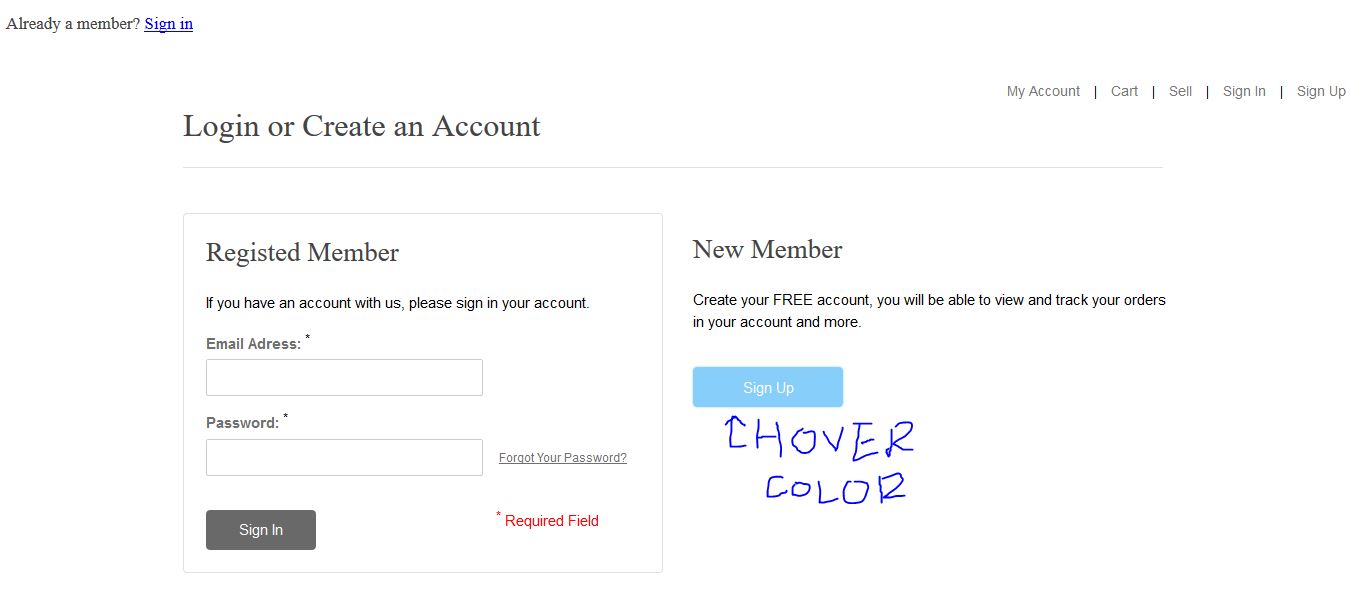 Already a member? Sign in
My Account | Cart | Sell | Sign In | Sign Up
Login or Create an Account
Registed Member
If you have an account with us, please sign in your account.
Email Adress: *
Password: *
Forgot Your Password?
Sign In
* Required Field
New Member
Create your FREE account, you will be able to view and track your orders
in your account and more.
Sign Up
↑HOVER
COLOR